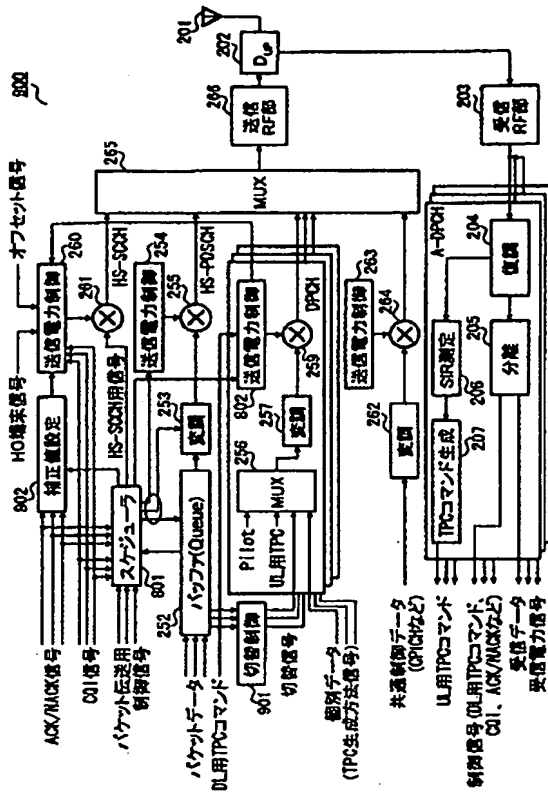 900
HO端末信号
オフセット信号
ACK/NACK信号
CQI信号
パケット伝送用
制御信号
パケットデータ
DL用TPCコマンド
切替信号
個別データ
(TPC生成方法信号)
共通制御データ
(CPICHなど)
UL用TPCコマンド
制御信号(DL用TPCコマンド、
CQI、ACK/NACKなど)
受信データ
受信電力信号
802
補正値設定
260
送信電力制御
261
HS-SCCH
HS-SCCH用信号
スケジューラ
801
254
送信電力制御
255
HS-PDSCH
253
変調
バッファ(Queue)
252
切替制御
901
送信電力制御
802
256
Pilot
UL用TPC
MUX
257
変調
259
DPCH
263
送信電力制御
264
262
変調
265
MUX
266
送信
RF部
202
DUP
201
203
受信
RF部
A-DPCH
204
復調
205
分離
SIR測定
206
TPCコマンド生成
207